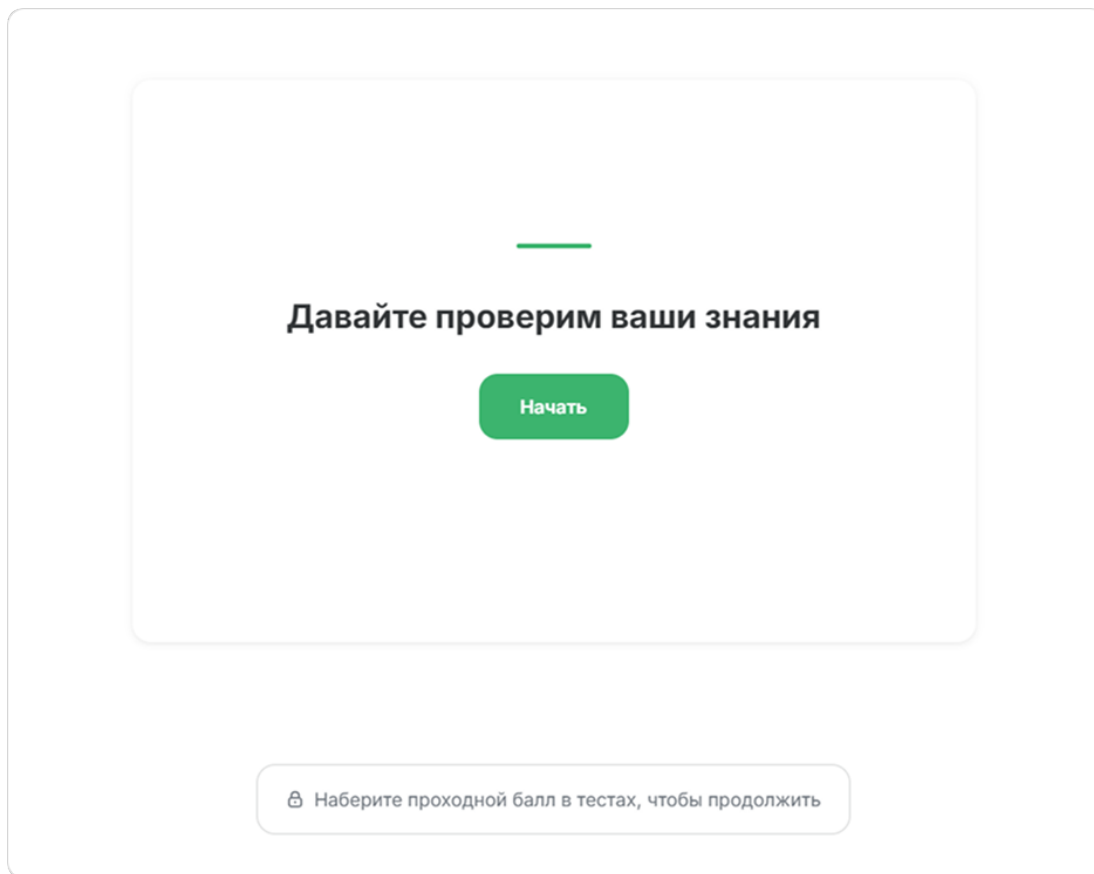 Давайте проверим ваши знания
Начать
Наберите проходной балл в тестах, чтобы продолжить